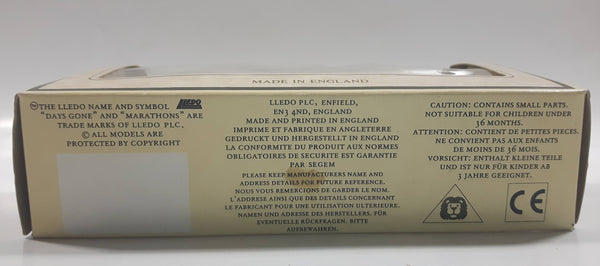 MADE IN ENGLAND
™THE LLEDO NAME AND SYMBOL
"DAYS GONE" AND "MARATHONS" ARE
TRADE MARKS OF LLEDO PLC.
© ALL MODELS ARE
PROTECTED BY COPYRIGHT
LLEDO
LLEDO PLC, ENFIELD,
EN3 4ND, ENGLAND
MADE AND PRINTED IN ENGLAND
IMPRIME ET FABRIQUE EN ANGLETERRE
GEDRUCKT UND HERGESTELLT IN ENGLAND
LA CONFORMITE DU PRODUIT AUX NORMES
OBLIGATOIRES DE SECURITE EST GARANTIE
PAR SEGEM
PLEASE KEEP MANUFACTURERS NAME AND
ADDRESS DETAILS FOR FUTURE REFERENCE.
NOUS VOUS REMERCIONS DE GARDER LE NOM.
L'ADDRESSE AINSI QUE DES DETAILS CONCERNENT
LE FABRICANT POUR UNE UTILISATION ULTERIEURE.
NAMEN UND ADRESSE DES HERSTELLERS. FÜR
EVENTUELLE RÜCKFRAGEN. BITTE
AUFBEWAHREN.
CAUTION: CONTAINS SMALL PARTS.
NOT SUITABLE FOR CHILDREN UNDER
36 MONTHS.
ATTENTION: CONTIENT DE PETITES PIECES.
NE CONVIENT PAS AUX ENFANTS
DE MOINS DE 36 MOIS.
VORSICHT: ENTHALT KLEINE TEILE
UND IST NUR FÜR KINDER AB
3 JAHRE GEEIGNET.
CE